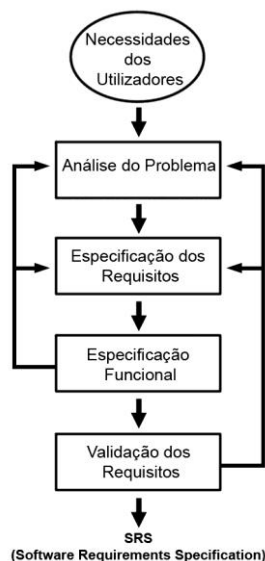 Necessidades
dos
Utilizadores
Análise do Problema
Especificação dos
Requisitos
Especificação
Funcional
Validação dos
Requisitos
SRS
(Software Requirements Specification)